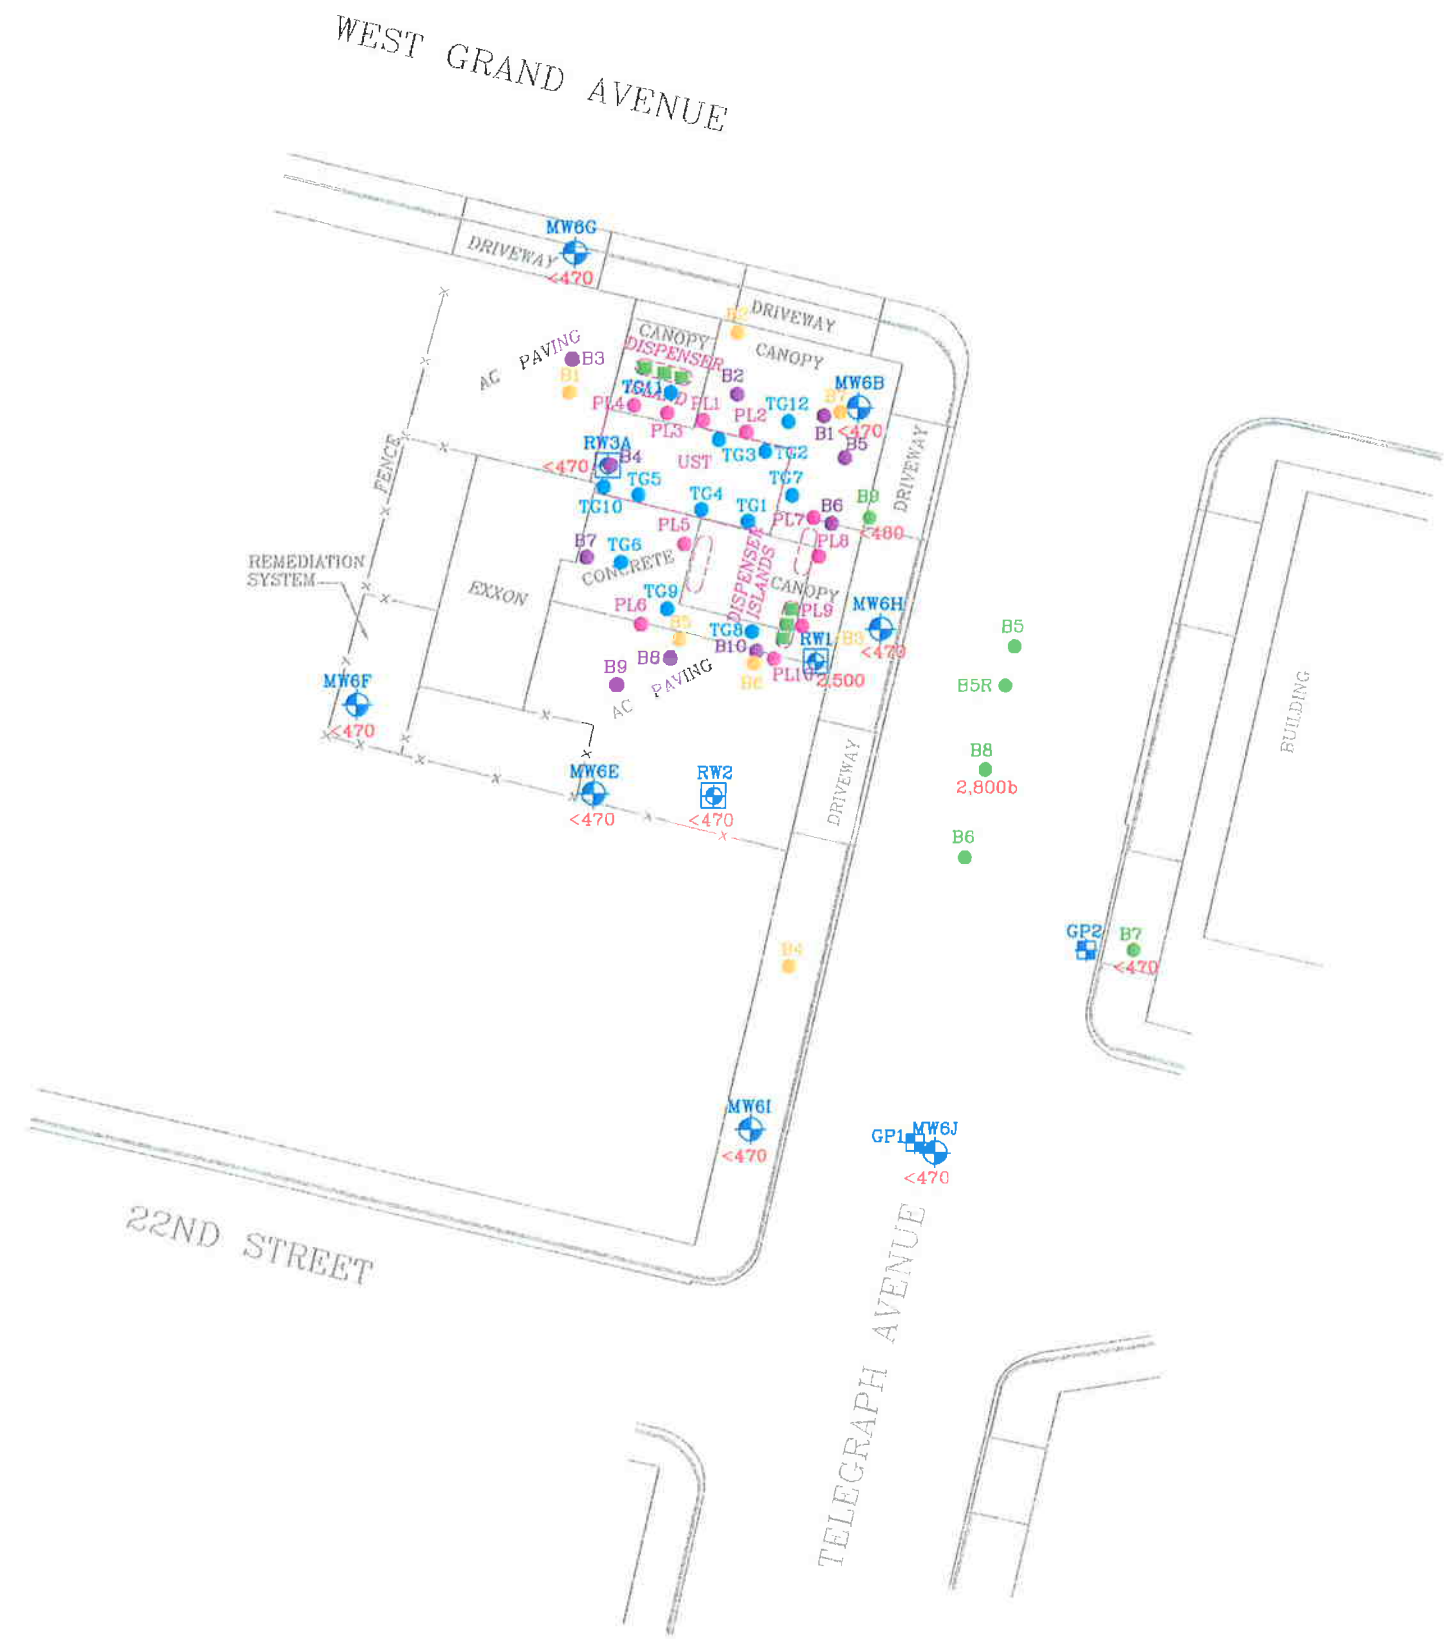 WEST GRAND AVENUE
MW6G
<470
DRIVEWAY
DRIVEWAY
B2
CANOPY
CANOPY
DISPENSER
ISLAND
AC PAVING
B3
B1
TG11
B2
MW6B
B7
<470
PL4
PL3
PL1
PL2
TG12
B1
B5
RW3A
<470
B4
UST
TG3
TG2
DRIVEWAY
FENCE
TG10
TG5
TG4
TG1
TG7
PL7
B6
B9
<480
PL5
PL8
B7
TG6
CONCRETE
DISPENSER
ISLANDS
CANOPY
REMEDIATION
SYSTEM
EXXON
TG9
PL6
B5
TG8
PL9
RW1
2,500
MW6H
B3
<470
B10
B8
B6
PL10
B9
AC PAVING
B5
B5R
BUILDING
MW6F
<470
B8
2,800b
MW6E
<470
RW2
<470
DRIVEWAY
B6
GP2
B7
<470
B4
MW6I
<470
GP1
MW6J
<470
22ND STREET
TELEGRAPH AVENUE